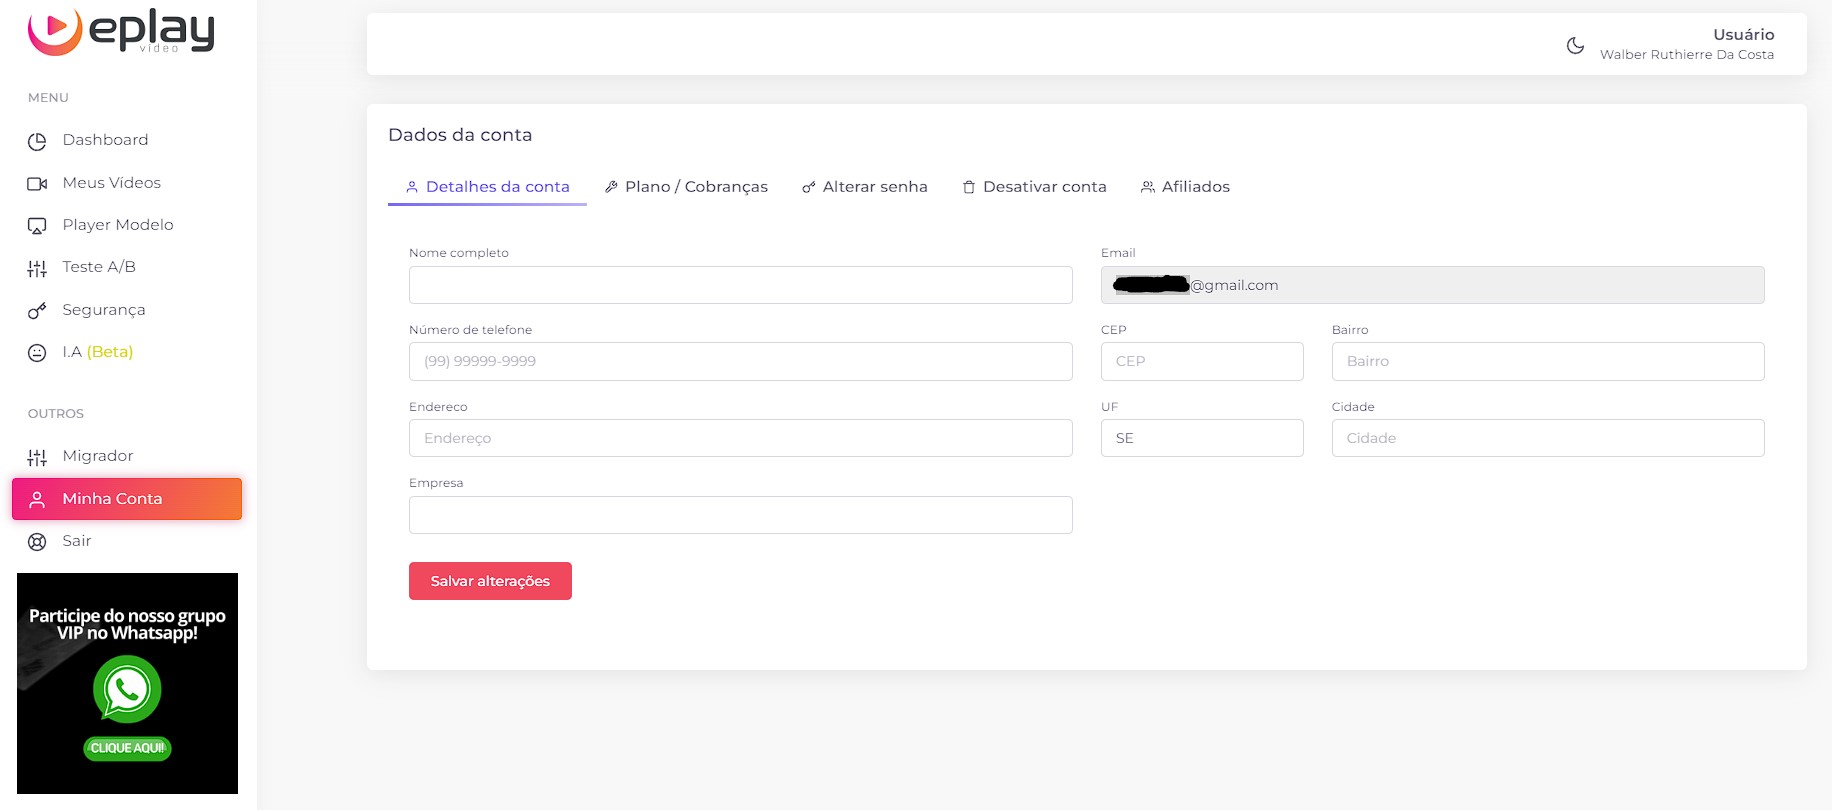 eplay
vídeo
MENU
Dashboard
Meus Vídeos
Player Modelo
Teste A/B
Segurança
I.A (Beta)
OUTROS
Migrador
Minha Conta
Sair
Participe do nosso grupo
VIP no Whatsapp!
CLIQUE AQUI!
Usuário
Walber Ruthierre Da Costa
Dados da conta
Detalhes da conta
Plano / Cobranças
Alterar senha
Desativar conta
Afiliados
Nome completo
Email
@gmail.com
Número de telefone
(99) 99999-9999
CEP
CEP
Bairro
Bairro
Endereco
Endereço
UF
SE
Cidade
Cidade
Empresa
Salvar alterações